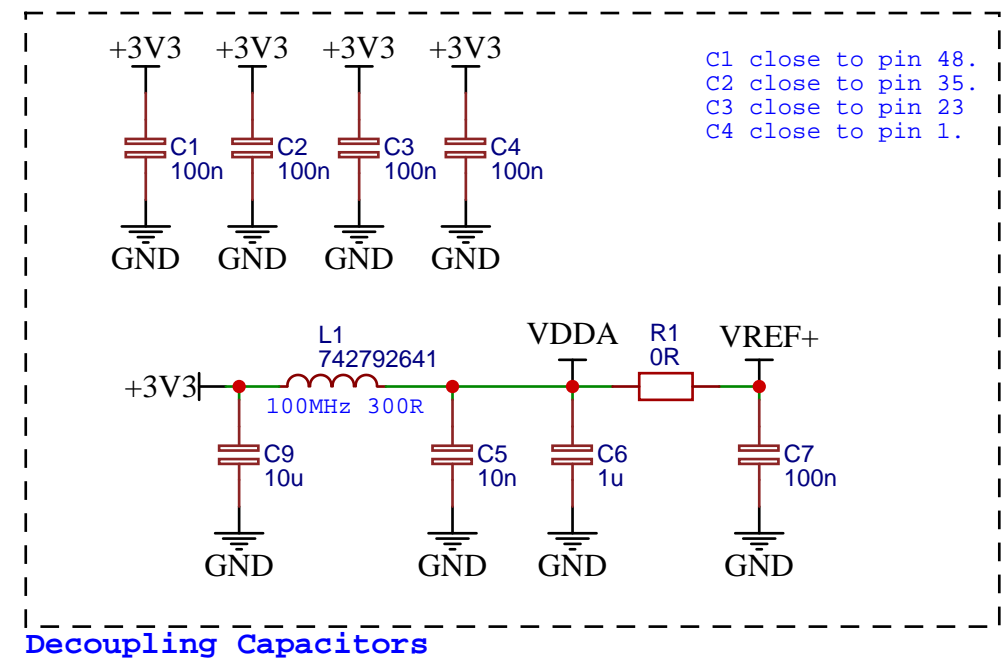 +3V3 +3V3 +3V3 +3V3
C1 close to pin 48.
C2 close to pin 35.
C3 close to pin 23
C4 close to pin 1.
C1 C2 C3 C4
100n 100n 100n 100n
GND GND GND GND
L1 VDDA R1 VREF+
742792641 0R
+3V3
100MHz 300R
C9 C5 C6 C7
10u 10n 1u 100n
GND GND GND GND
Decoupling Capacitors